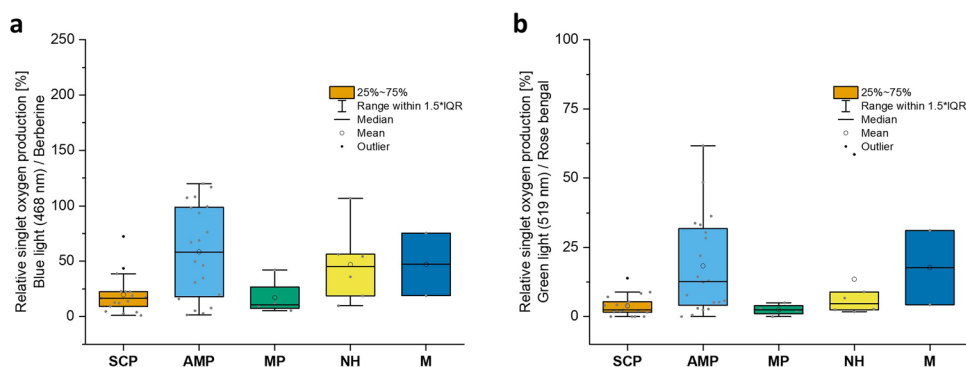 a
Relative singlet oxygen production [%]
Blue light (468 nm) / Berberine
250
200
150
100
50
0
25%~75%
Range within 1.5*IQR
Median
Mean
Outlier
SCP AMP MP NH M
b
Relative singlet oxygen production [%]
Green light (519 nm) / Rose bengal
100
75
50
25
0
25%~75%
Range within 1.5*IQR
Median
Mean
Outlier
SCP AMP MP NH M